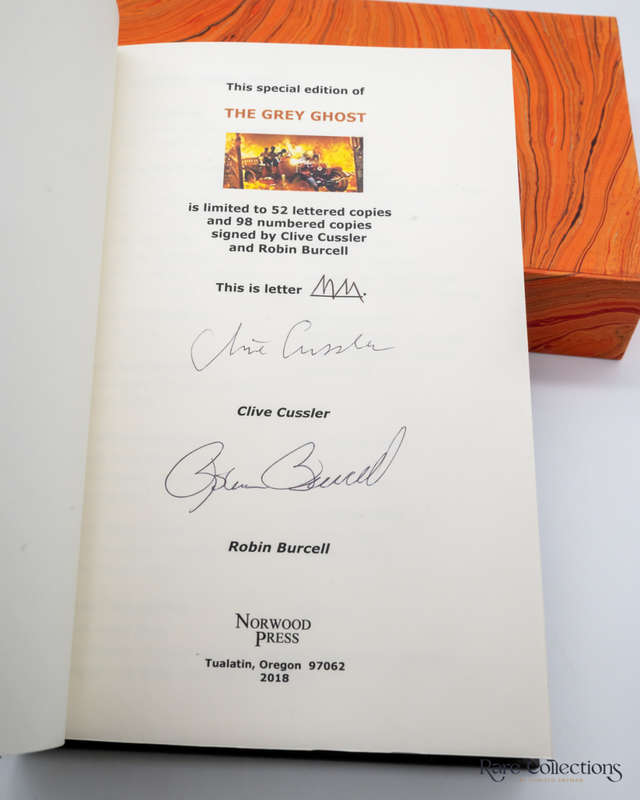 This special edition of
THE GREY GHOST
is limited to 52 lettered copies
and 98 numbered copies
signed by Clive Cussler
and Robin Burcell
This is letter MM.
Clive Cussler
Clive Cussler
Robin Burcell
Robin Burcell
NORWOOD
PRESS
Tualatin, Oregon 97062
2018
Rare Collections